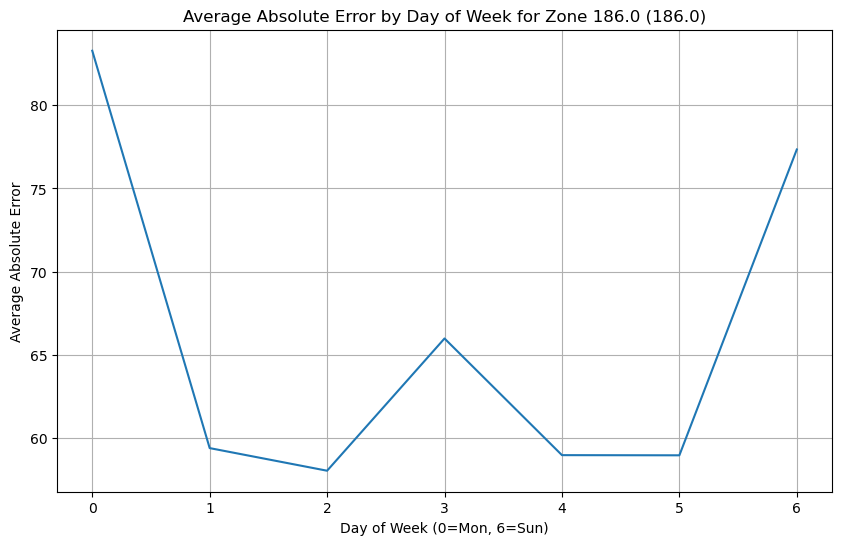 Average Absolute Error by Day of Week for Zone 186.0 (186.0)
Average Absolute Error
80
75
70
65
60
0 1 2 3 4 5 6
Day of Week (0=Mon, 6=Sun)